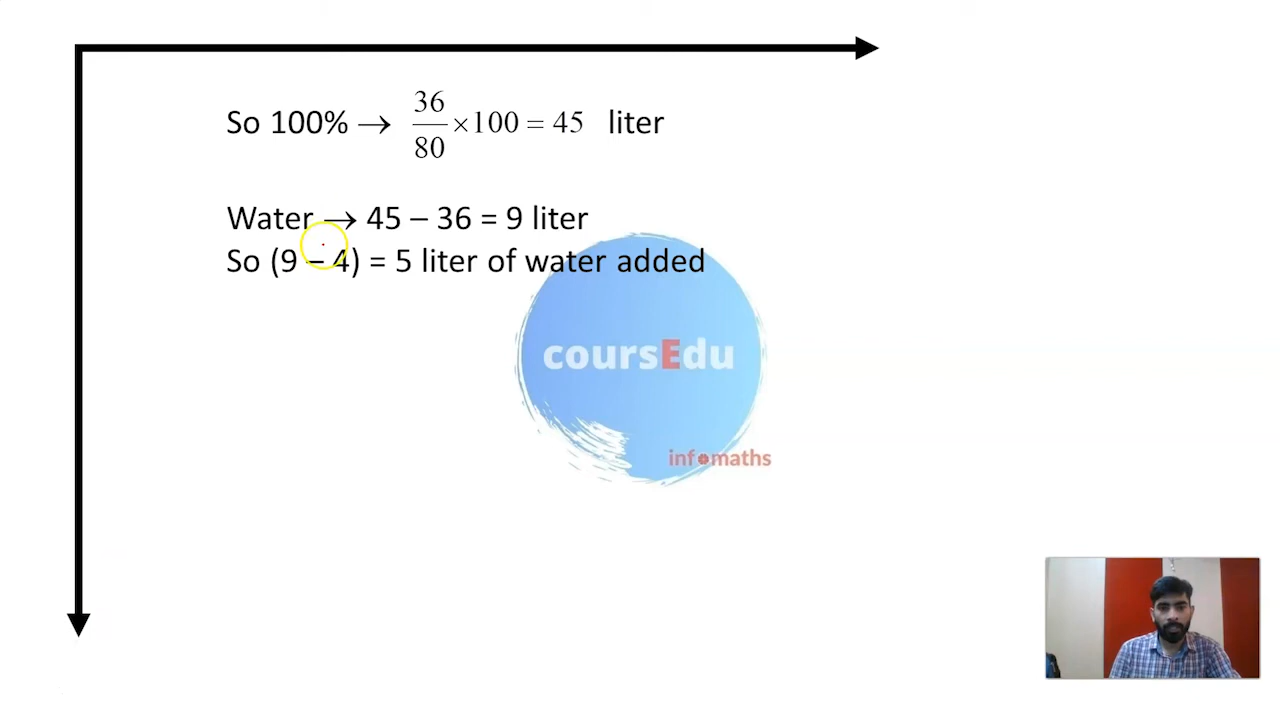 So 100% → 36/80 ×100 = 45 liter
Water → 45 – 36 = 9 liter
So (9 – 4) = 5 liter of water added
coursEdu
infomaths